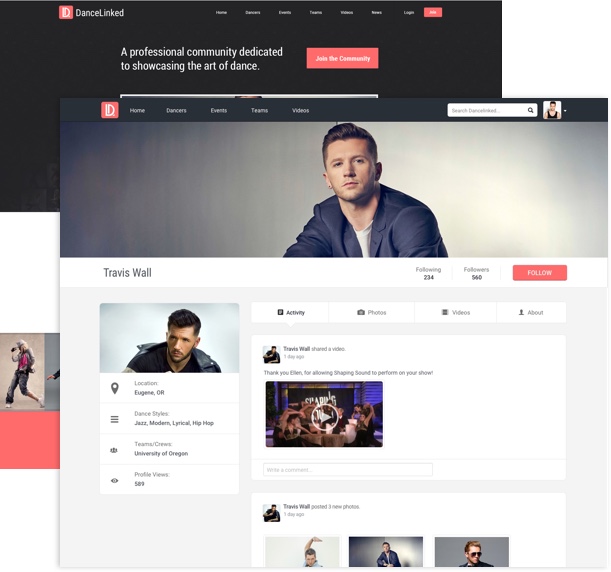 DanceLinked
Home Dancers Events Teams Videos News Login Join
A professional community dedicated
to showcasing the art of dance.
Join the Community
Home Dancers Events Teams Videos
Search Dancelinked...
Travis Wall
Following
234
Followers
560
FOLLOW
Location:
Eugene, OR
Dance Styles:
Jazz, Modern, Lyrical, Hip Hop
Teams/Crews:
University of Oregon
Profile Views:
589
Activity Photos Videos About
Travis Wall shared a video.
1 day ago
Thank you Ellen, for allowing Shaping Sound to perform on your show!
Write a comment...
Travis Wall posted 3 new photos.
1 day ago